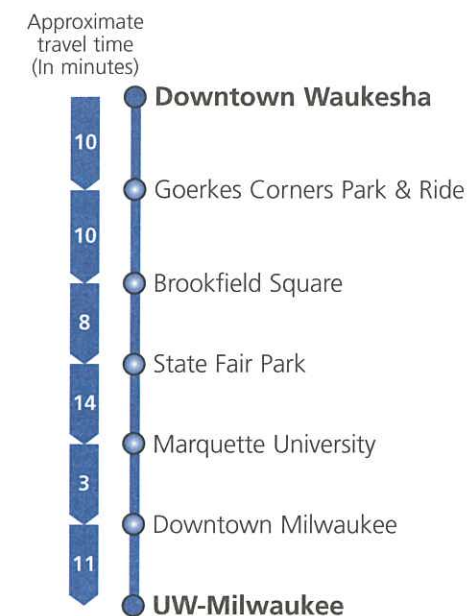 Approximate
travel time
(In minutes)
Downtown Waukesha
10
Goerkes Corners Park & Ride
10
Brookfield Square
8
State Fair Park
14
Marquette University
3
Downtown Milwaukee
11
UW-Milwaukee